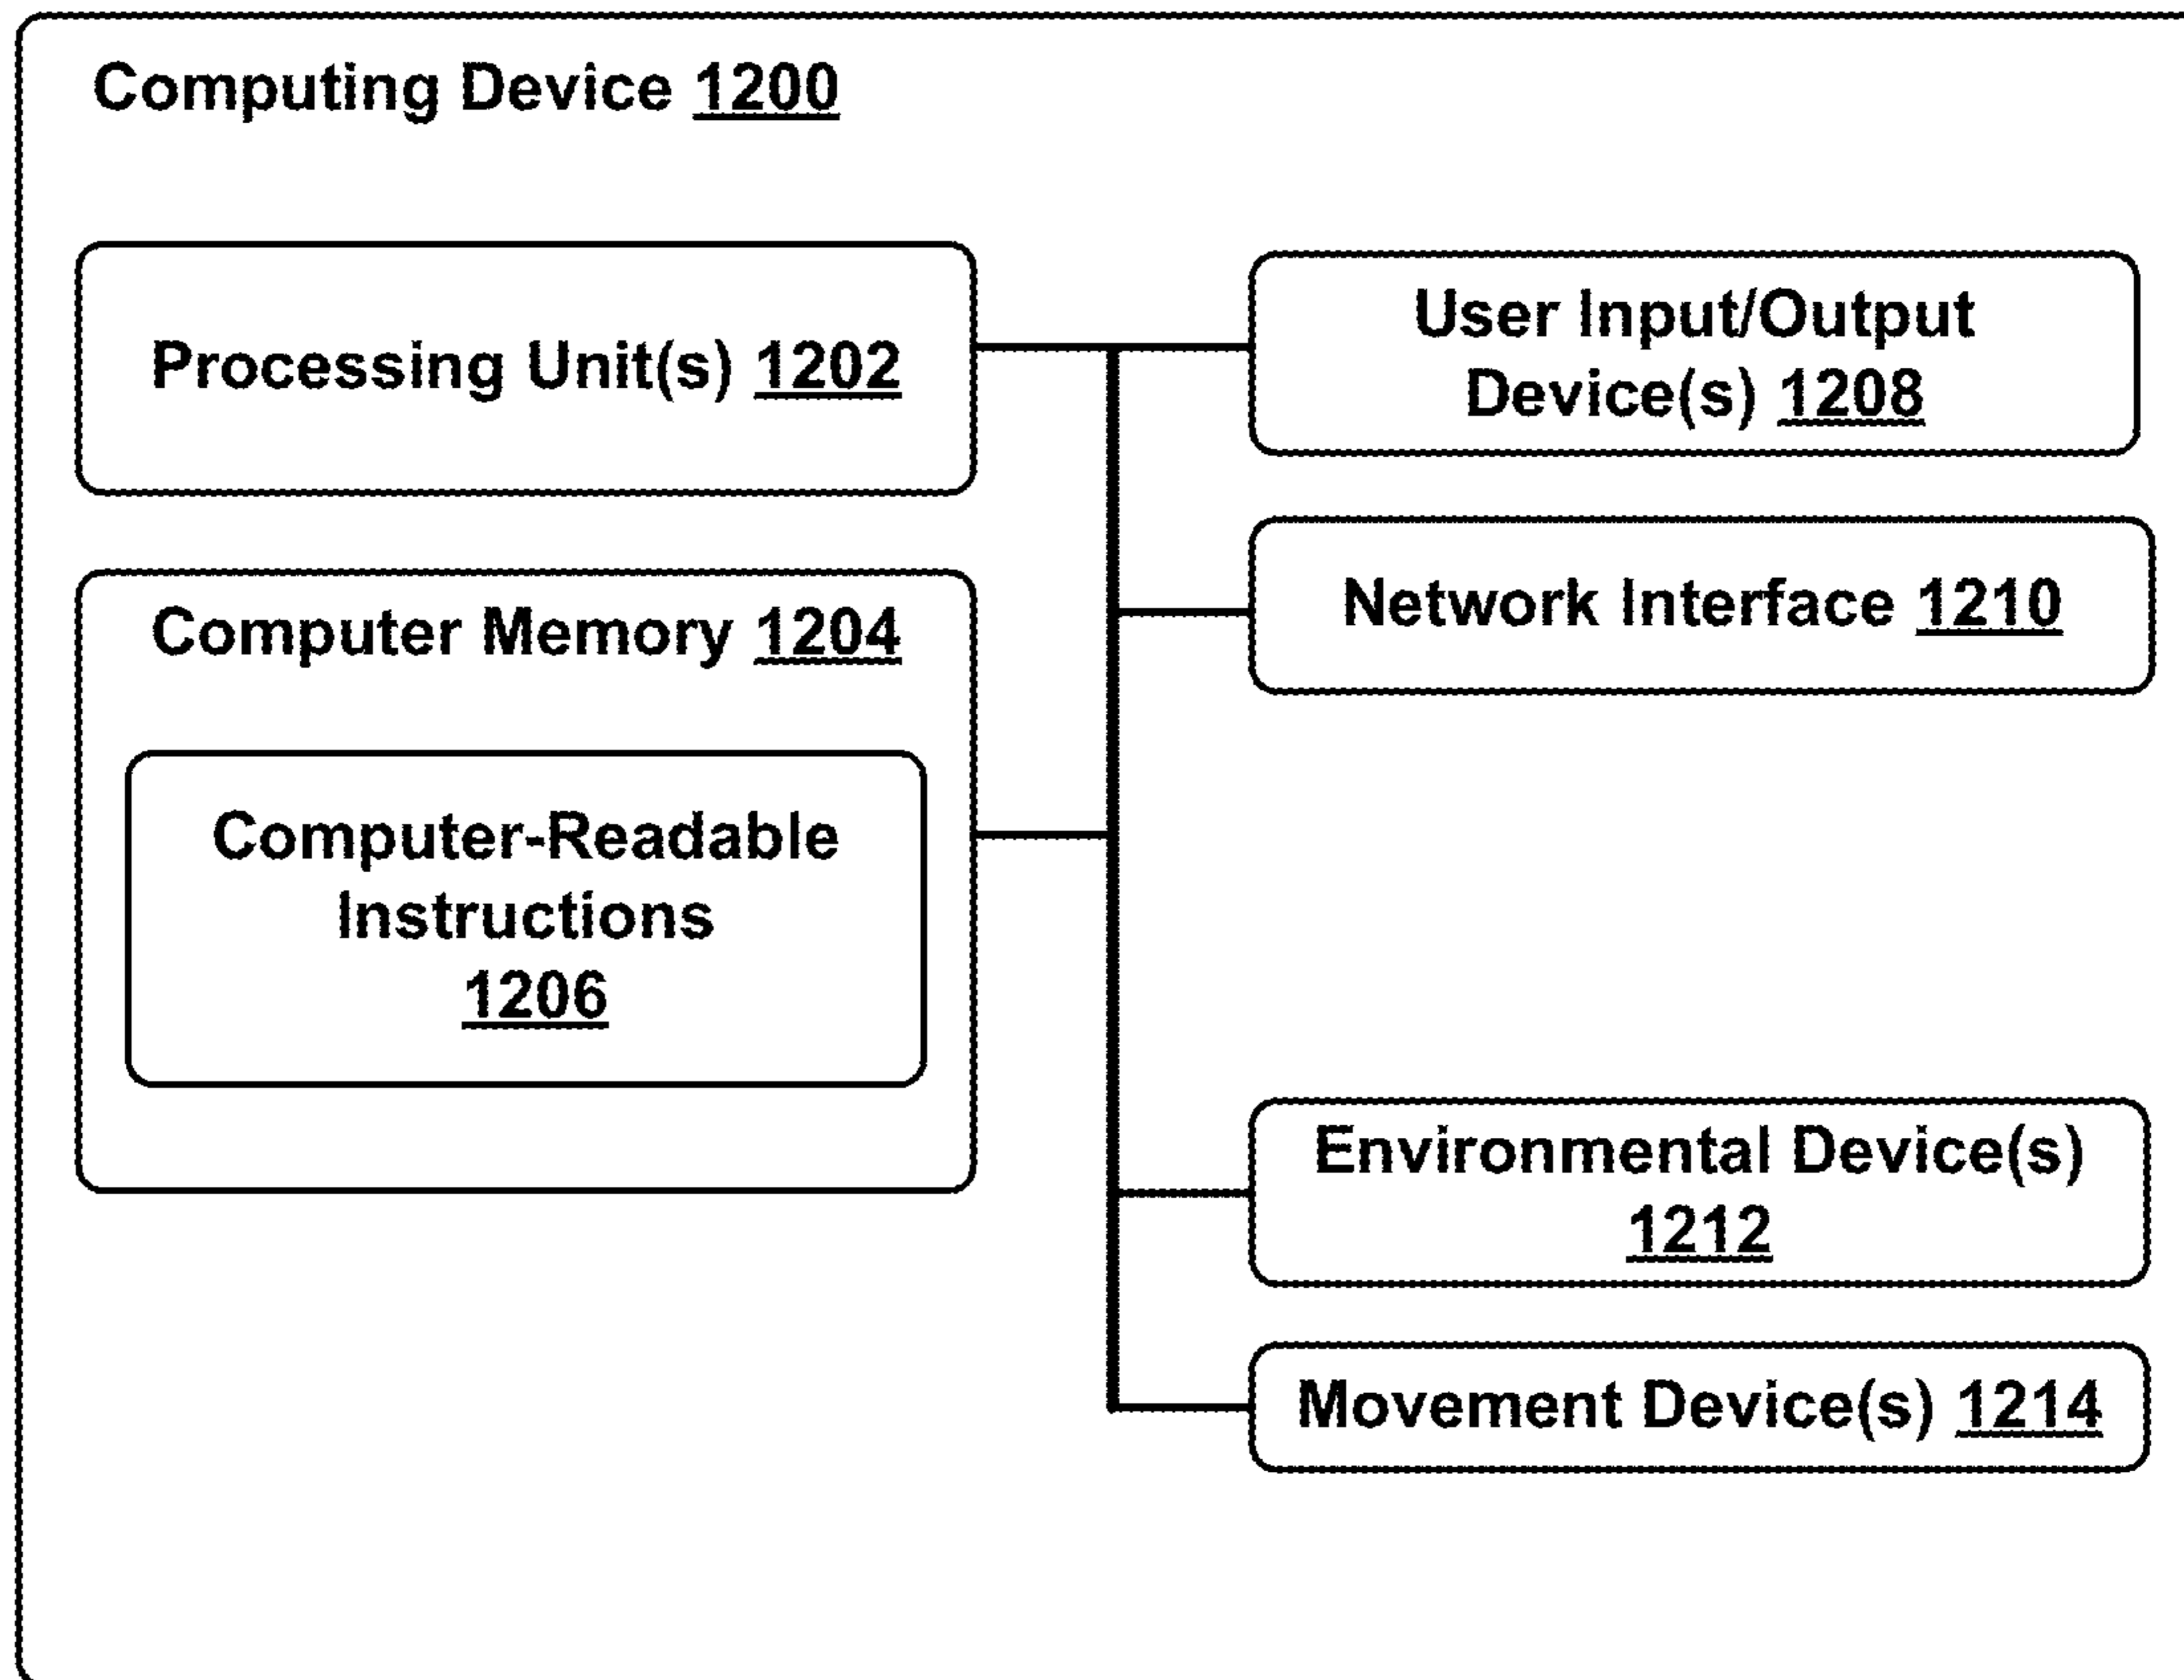 Computing Device 1200
Processing Unit(s) 1202
Computer Memory 1204
Computer-Readable
Instructions
1206
User Input/Output
Device(s) 1208
Network Interface 1210
Environmental Device(s)
1212
Movement Device(s) 1214